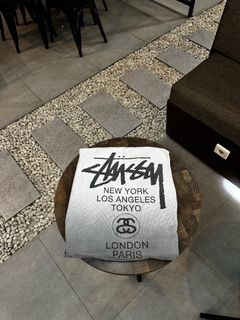 Stüssy
NEW YORK
LOS ANGELES
TOKYO
LONDON
PARIS